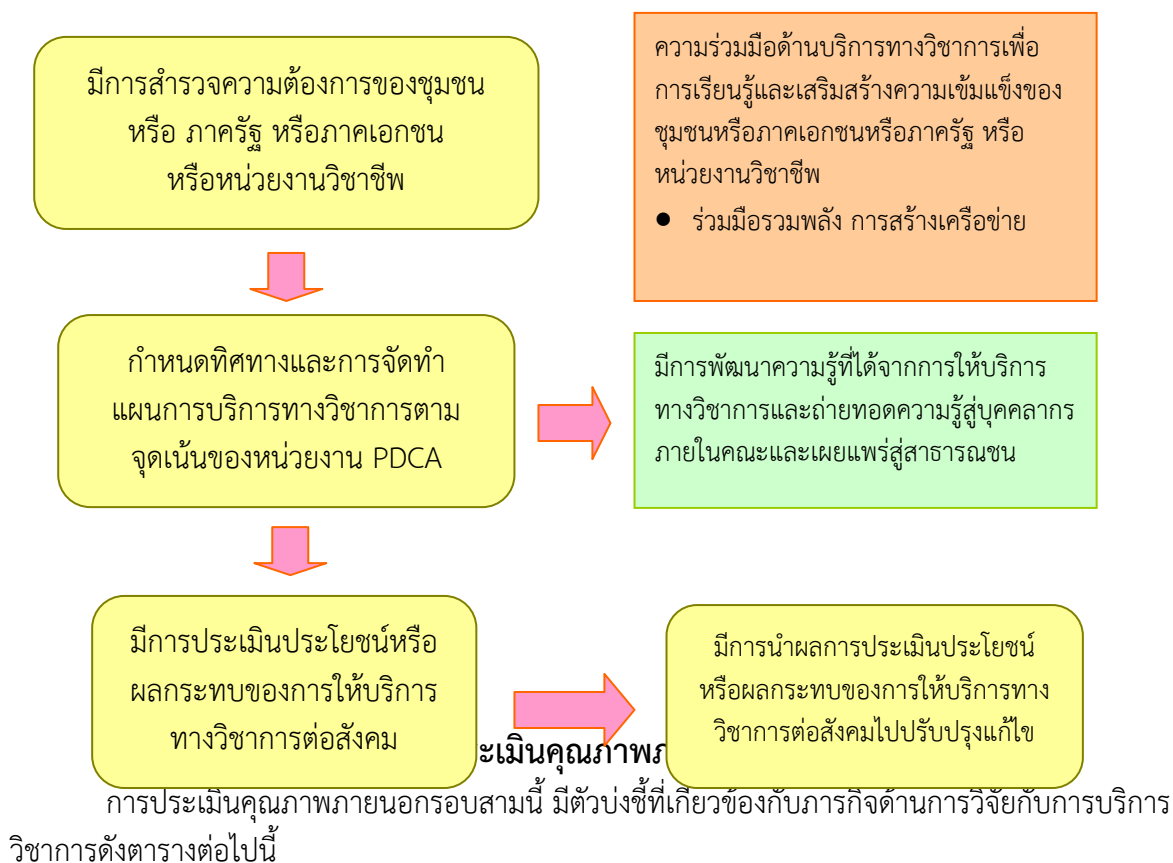 มีการสำรวจความต้องการของชุมชน
หรือ ภาครัฐ หรือภาคเอกชน
หรือหน่วยงานวิชาชีพ
ความร่วมมือด้านบริการทางวิชาการเพื่อ
การเรียนรู้และเสริมสร้างความเข้มแข็งของ
ชุมชนหรือภาคเอกชนหรือภาครัฐ หรือ
หน่วยงานวิชาชีพ
● ร่วมมือรวมพลัง การสร้างเครือข่าย
กำหนดทิศทางและการจัดทำ
แผนการบริการทางวิชาการตาม
จุดเน้นของหน่วยงาน PDCA
มีการพัฒนาความรู้ที่ได้จากการให้บริการ
ทางวิชาการและถ่ายทอดความรู้สู่บุคคลากร
ภายในคณะและเผยแพร่สู่สาธารณชน
มีการประเมินประโยชน์หรือ
ผลกระทบของการให้บริการ
ทางวิชาการต่อสังคม
มีการนำผลการประเมินประโยชน์
หรือผลกระทบของการให้บริการทาง
วิชาการต่อสังคมไปปรับปรุงแก้ไข
ะเมินคุณภาพภ
การประเมินคุณภาพภายนอกรอบสามนี้ มีตัวบ่งชี้ที่เกี่ยวข้องกับภารกิจด้านการวิจัยกับการบริการ
วิชาการดังตารางต่อไปนี้